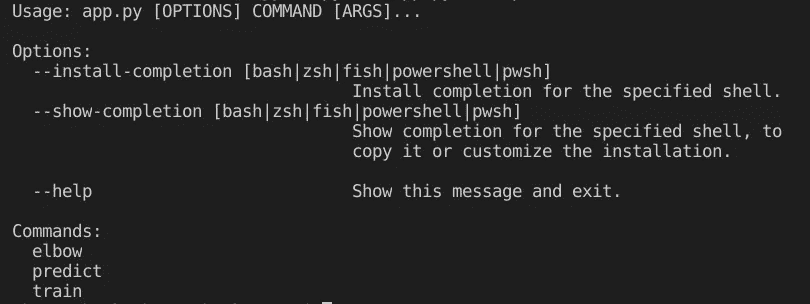 Usage: app.py [OPTIONS] COMMAND [ARGS]...
Options:
--install-completion [bash|zsh|fish|powershell|pwsh]
Install completion for the specified shell.
--show-completion [bash|zsh|fish|powershell|pwsh]
Show completion for the specified shell, to
copy it or customize the installation.
--help Show this message and exit.
Commands:
elbow
predict
train